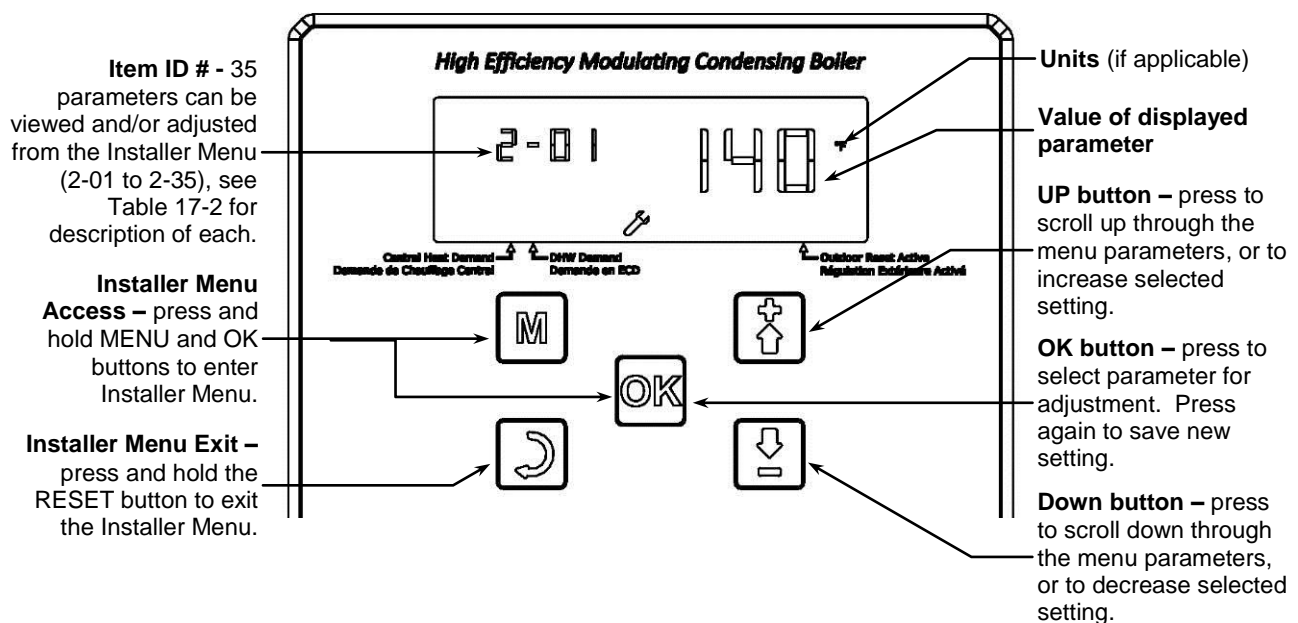 High Efficiency Modulating Condensing Boiler
Item ID # - 35
parameters can be
viewed and/or adjusted
from the Installer Menu
(2-01 to 2-35), see
Table 17-2 for
description of each.
Installer Menu
Access – press and
hold MENU and OK
buttons to enter
Installer Menu.
Installer Menu Exit –
press and hold the
RESET button to exit
the Installer Menu.
2-01
140 °F
Central Heat Demand
Demande de Chauffage Central
DHW Demand
Demande en ECD
Outdoor Reset Active
Régulation Extérieure Activé
M
OK
Units (if applicable)
Value of displayed
parameter
UP button – press to
scroll up through the
menu parameters, or to
increase selected
setting.
OK button – press to
select parameter for
adjustment. Press
again to save new
setting.
Down button – press
to scroll down through
the menu parameters,
or to decrease selected
setting.